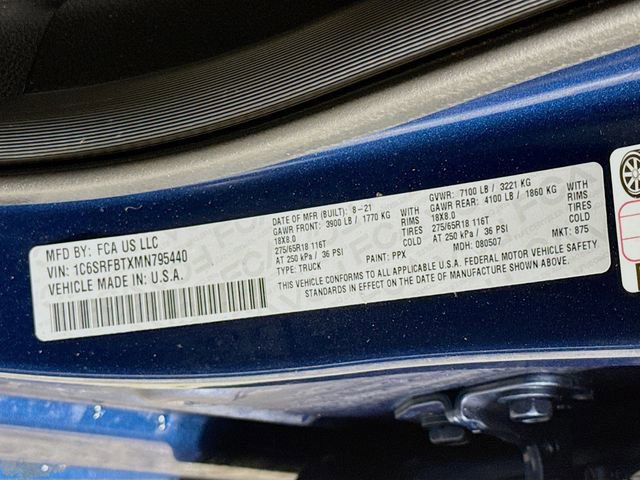 MFD BY: FCA US LLC
VIN: 1C6SRFBTXMN795440
VEHICLE MADE IN: U.S.A.
DATE OF MFR (BUILT): 8-21
GAWR FRONT: 3900 LB / 1770 KG WITH
18X8.0 RIMS
275/65R18 116T TIRES
AT 250 kPa / 36 PSI COLD
TYPE: TRUCK PAINT: PPX
GVWR: 7100 LB / 3221 KG
GAWR REAR: 4100 LB / 1860 KG WITH
18X8.0 RIMS
275/65R18 116T TIRES
AT 250 kPa / 36 PSI COLD
MDH: 080507 MKT: 875
THIS VEHICLE CONFORMS TO ALL APPLICABLE U.S.A. FEDERAL MOTOR VEHICLE SAFETY
STANDARDS IN EFFECT ON THE DATE OF MANUFACTURE SHOWN ABOVE